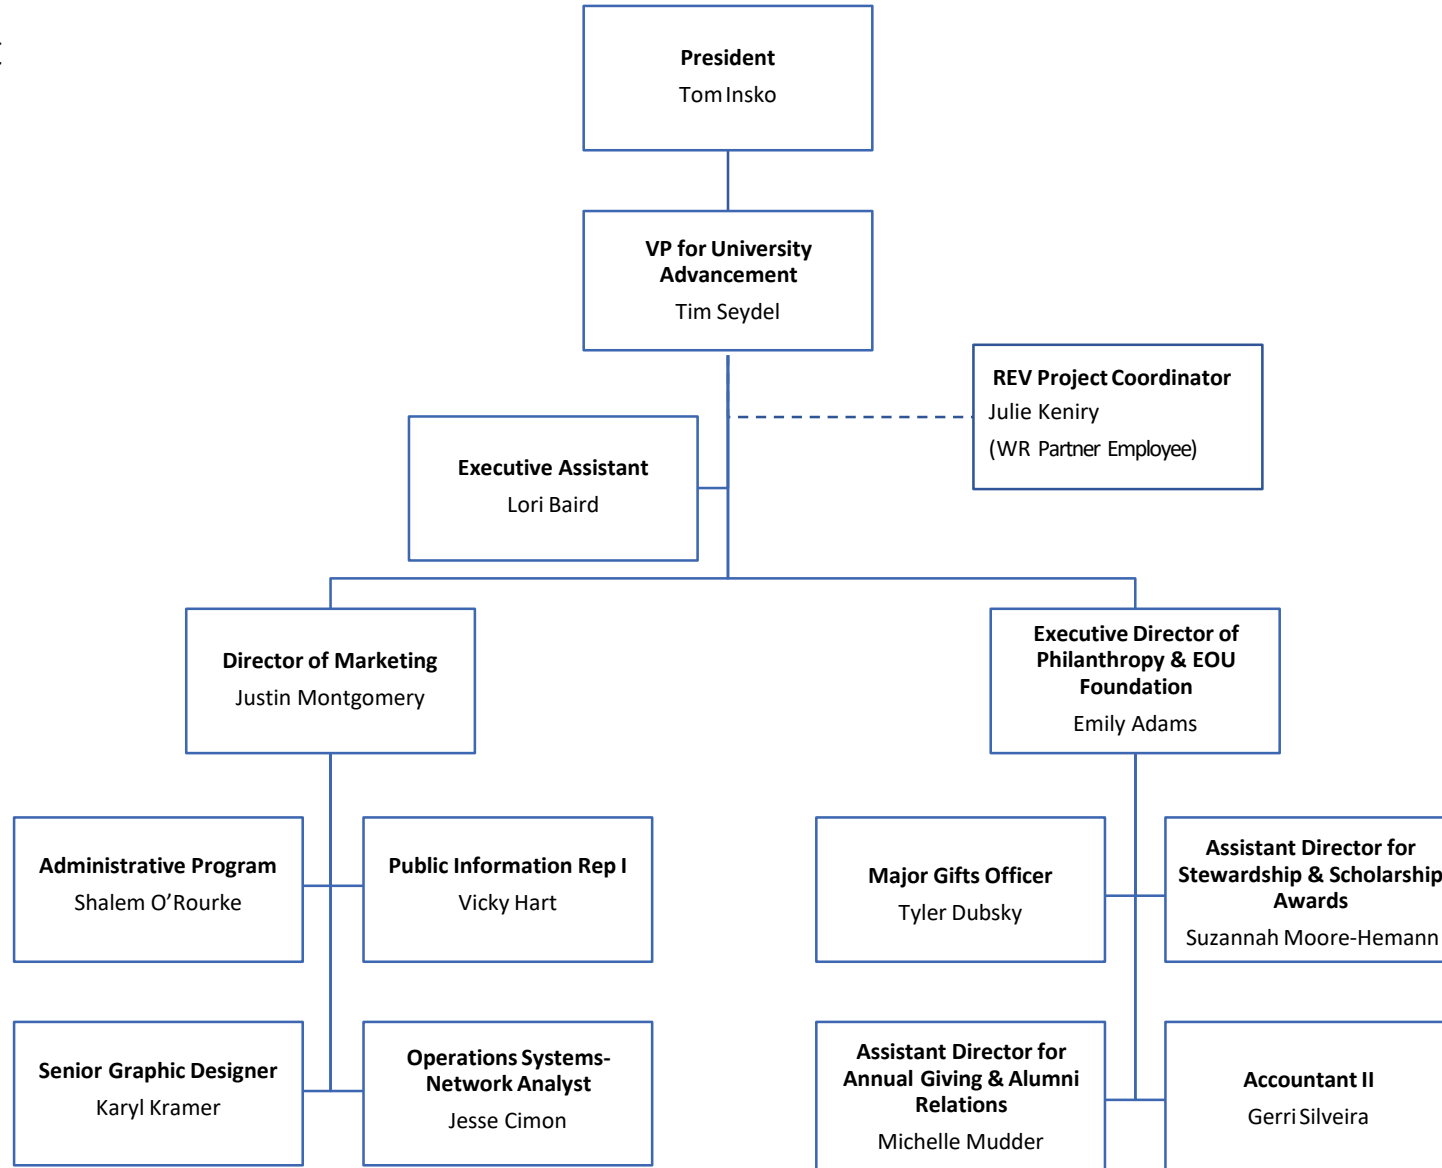 President
Tom Insko
VP for University
Advancement
Tim Seydel
REV Project Coordinator
Julie Keniry
(WR Partner Employee)
Executive Assistant
Lori Baird
Director of Marketing
Justin Montgomery
Executive Director of
Philanthropy & EOU
Foundation
Emily Adams
Administrative Program
Shalem O’Rourke
Public Information Rep I
Vicky Hart
Major Gifts Officer
Tyler Dubsky
Assistant Director for
Stewardship & Scholarship
Awards
Suzannah Moore-Hemann
Senior Graphic Designer
Karyl Kramer
Operations Systems-
Network Analyst
Jesse Cimon
Assistant Director for
Annual Giving & Alumni
Relations
Michelle Mudder
Accountant II
Gerri Silveira